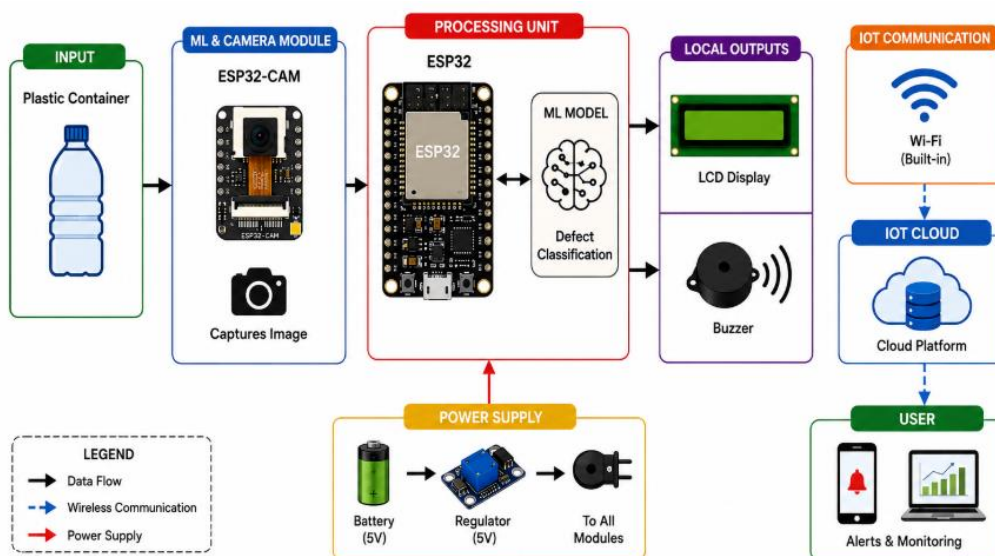 INPUT
Plastic Container
ML & CAMERA MODULE
ESP32-CAM
ESP32-CAM
Captures Image
PROCESSING UNIT
ESP32
ESP32
ML MODEL
Defect
Classification
LOCAL OUTPUTS
LCD Display
Buzzer
IOT COMMUNICATION
Wi-Fi
(Built-in)
IOT CLOUD
Cloud Platform
USER
Alerts & Monitoring
POWER SUPPLY
Battery
(5V)
Regulator
(5V)
To All
Modules
LEGEND
Data Flow
Wireless Communication
Power Supply